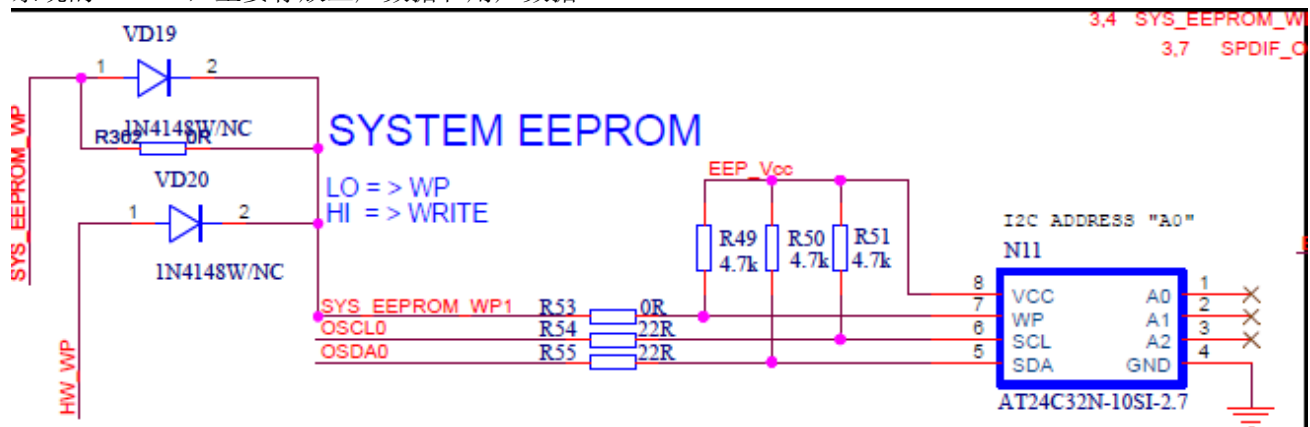 3,4 SYS_EEPROM_W
3,7 SPDIF_O
VD19
1 2
1N4148W/NC
R302 0R
SYS_EEPROM_WP
SYSTEM EEPROM
LO = > WP
HI = > WRITE
VD20
1 2
1N4148W/NC
HW_WP
EEP_Vcc
R49 4.7k
R50 4.7k
R51 4.7k
I2C ADDRESS "A0"
N11
SYS_EEPROM_WP1 R53 0R
OSCL0 R54 22R
OSDA0 R55 22R
8 VCC A0 1
7 WP A1 2
6 SCL A2 3
5 SDA GND 4
AT24C32N-10SI-2.7